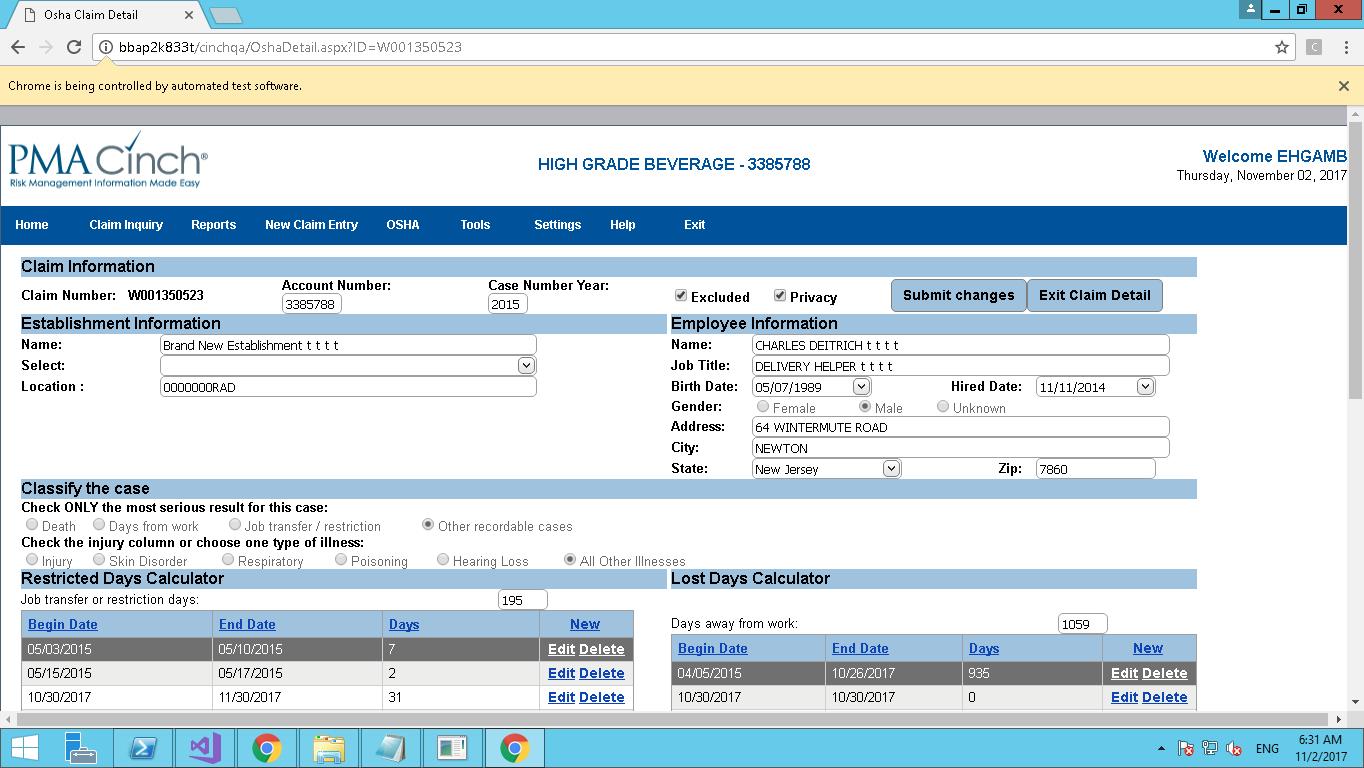 Osha Claim Detail
bbap2k833t/cinchqa/OshaDetail.aspx?ID=W001350523
Chrome is being controlled by automated test software.
PMA Cinch®
Risk Management Information Made Easy
HIGH GRADE BEVERAGE - 3385788
Welcome EHGAMB
Thursday, November 02, 2017
Home Claim Inquiry Reports New Claim Entry OSHA Tools Settings Help Exit
Claim Information
Claim Number: W001350523 Account Number: 3385788 Case Number Year: 2015 Excluded Privacy Submit changes Exit Claim Detail
Establishment Information
Name: Brand New Establishment t t t t
Select:
Location : 0000000RAD
Employee Information
Name: CHARLES DEITRICH t t t t
Job Title: DELIVERY HELPER t t t t
Birth Date: 05/07/1989 Hired Date: 11/11/2014
Gender: Female Male Unknown
Address: 64 WINTERMUTE ROAD
City: NEWTON
State: New Jersey Zip: 7860
Classify the case
Check ONLY the most serious result for this case:
Death Days from work Job transfer / restriction Other recordable cases
Check the injury column or choose one type of illness:
Injury Skin Disorder Respiratory Poisoning Hearing Loss All Other Illnesses
Restricted Days Calculator
Job transfer or restriction days: 195
Begin Date End Date Days New
05/03/2015 05/10/2015 7 Edit Delete
05/15/2015 05/17/2015 2 Edit Delete
10/30/2017 11/30/2017 31 Edit Delete
Lost Days Calculator
Days away from work: 1059
Begin Date End Date Days New
04/05/2015 10/26/2017 935 Edit Delete
10/30/2017 10/30/2017 0 Edit Delete
ENG
6:31 AM
11/2/2017